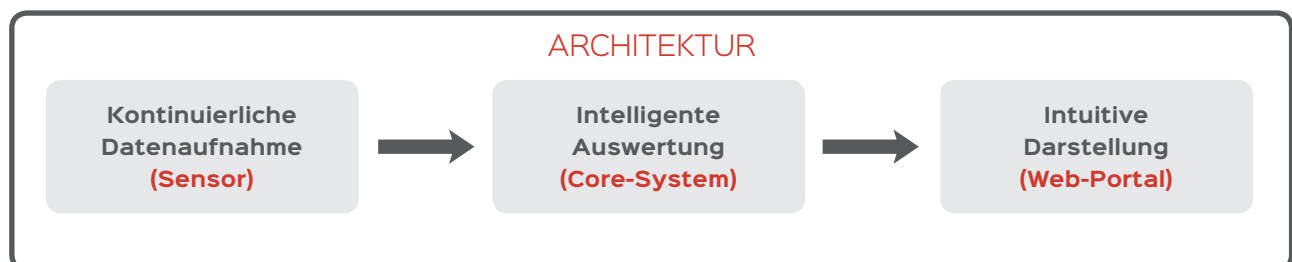 ARCHITEKTUR
Kontinuierliche
Datenaufnahme
(Sensor)
Intelligente
Auswertung
(Core-System)
Intuitive
Darstellung
(Web-Portal)